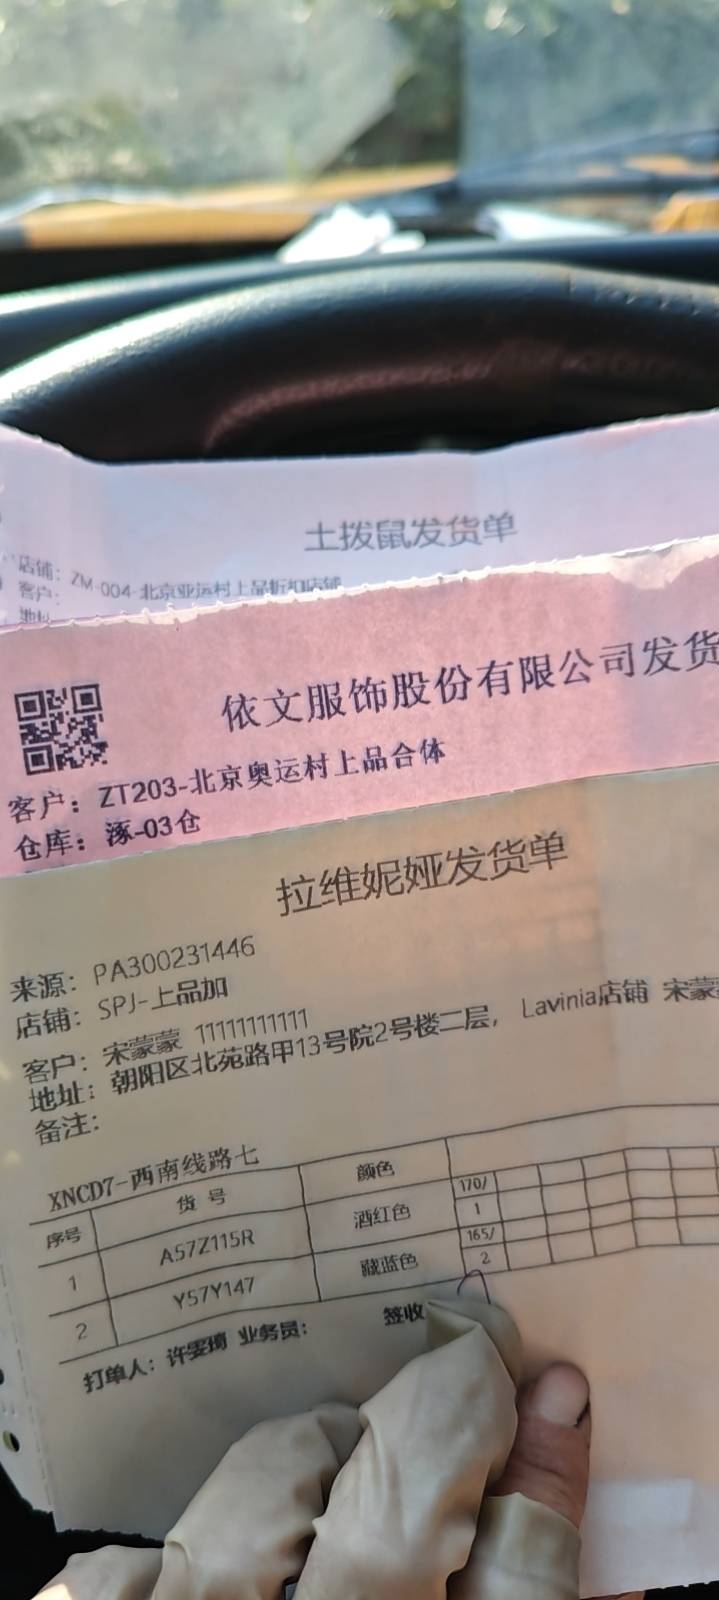 土拨鼠发货单
店铺：ZM-004-北京亚运村上品折扣店铺
客户：
地址
依文服饰股份有限公司发货
客户：ZT203-北京奥运村上品合体
仓库：涿-03仓
拉维妮娅发货单
来源：PA300231446
店铺：SPJ-上品加
客户：宋蒙蒙 11111111111
地址：朝阳区北苑路甲13号院2号楼二层， Lavinia店铺 宋蒙
备注：
XNCD7-西南线路七
序号 货 号 颜色
170/
1 A57Z115R 酒红色 1
165/
2 Y57Y147 藏蓝色 2
打单人：许雯琦 业务员： 签收